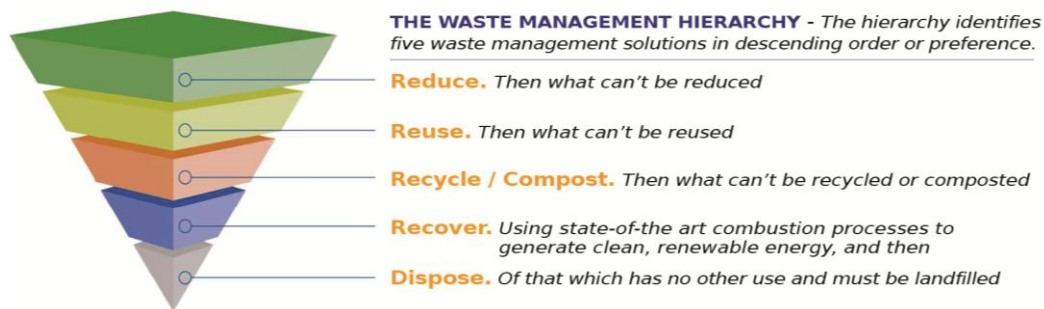 THE WASTE MANAGEMENT HIERARCHY - The hierarchy identifies
five waste management solutions in descending order or preference.
Reduce. Then what can't be reduced
Reuse. Then what can't be reused
Recycle / Compost. Then what can't be recycled or composted
Recover. Using state-of-the art combustion processes to
generate clean, renewable energy, and then
Dispose. Of that which has no other use and must be landfilled